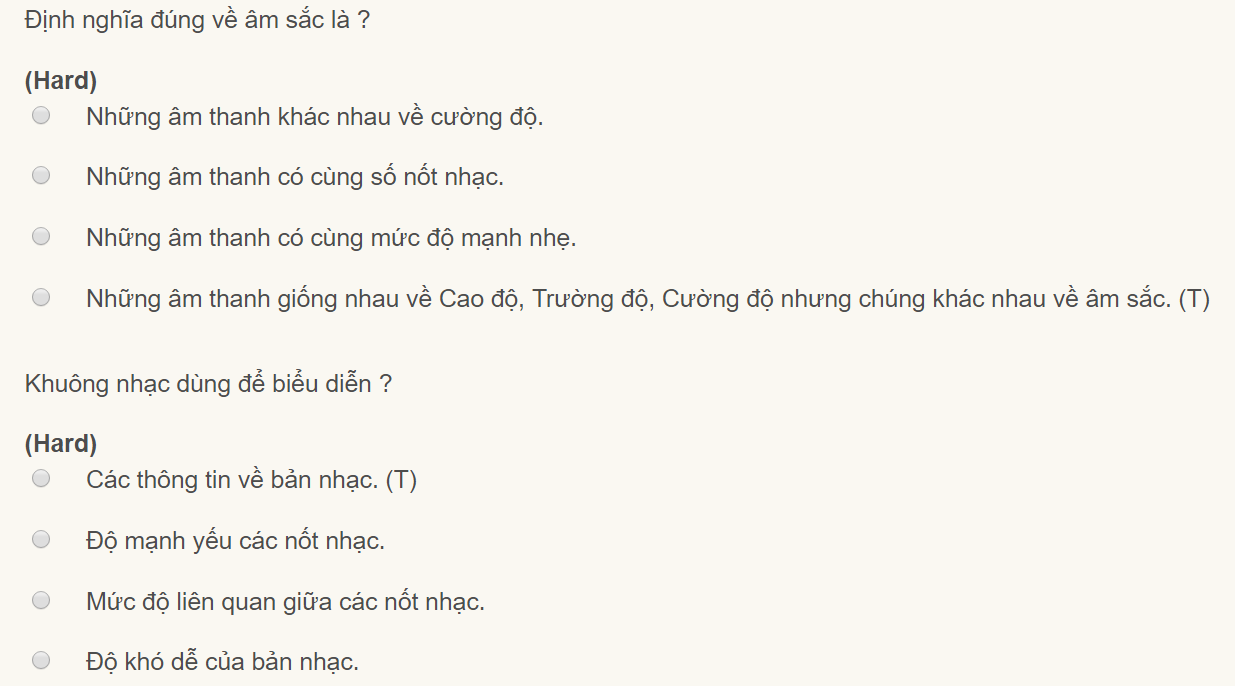 Định nghĩa đúng về âm sắc là ?
(Hard)
Những âm thanh khác nhau về cường độ.
Những âm thanh có cùng số nốt nhạc.
Những âm thanh có cùng mức độ mạnh nhẹ.
Những âm thanh giống nhau về Cao độ, Trường độ, Cường độ nhưng chúng khác nhau về âm sắc. (T)
Khuông nhạc dùng để biểu diễn ?
(Hard)
Các thông tin về bản nhạc. (T)
Độ mạnh yếu các nốt nhạc.
Mức độ liên quan giữa các nốt nhạc.
Độ khó dễ của bản nhạc.